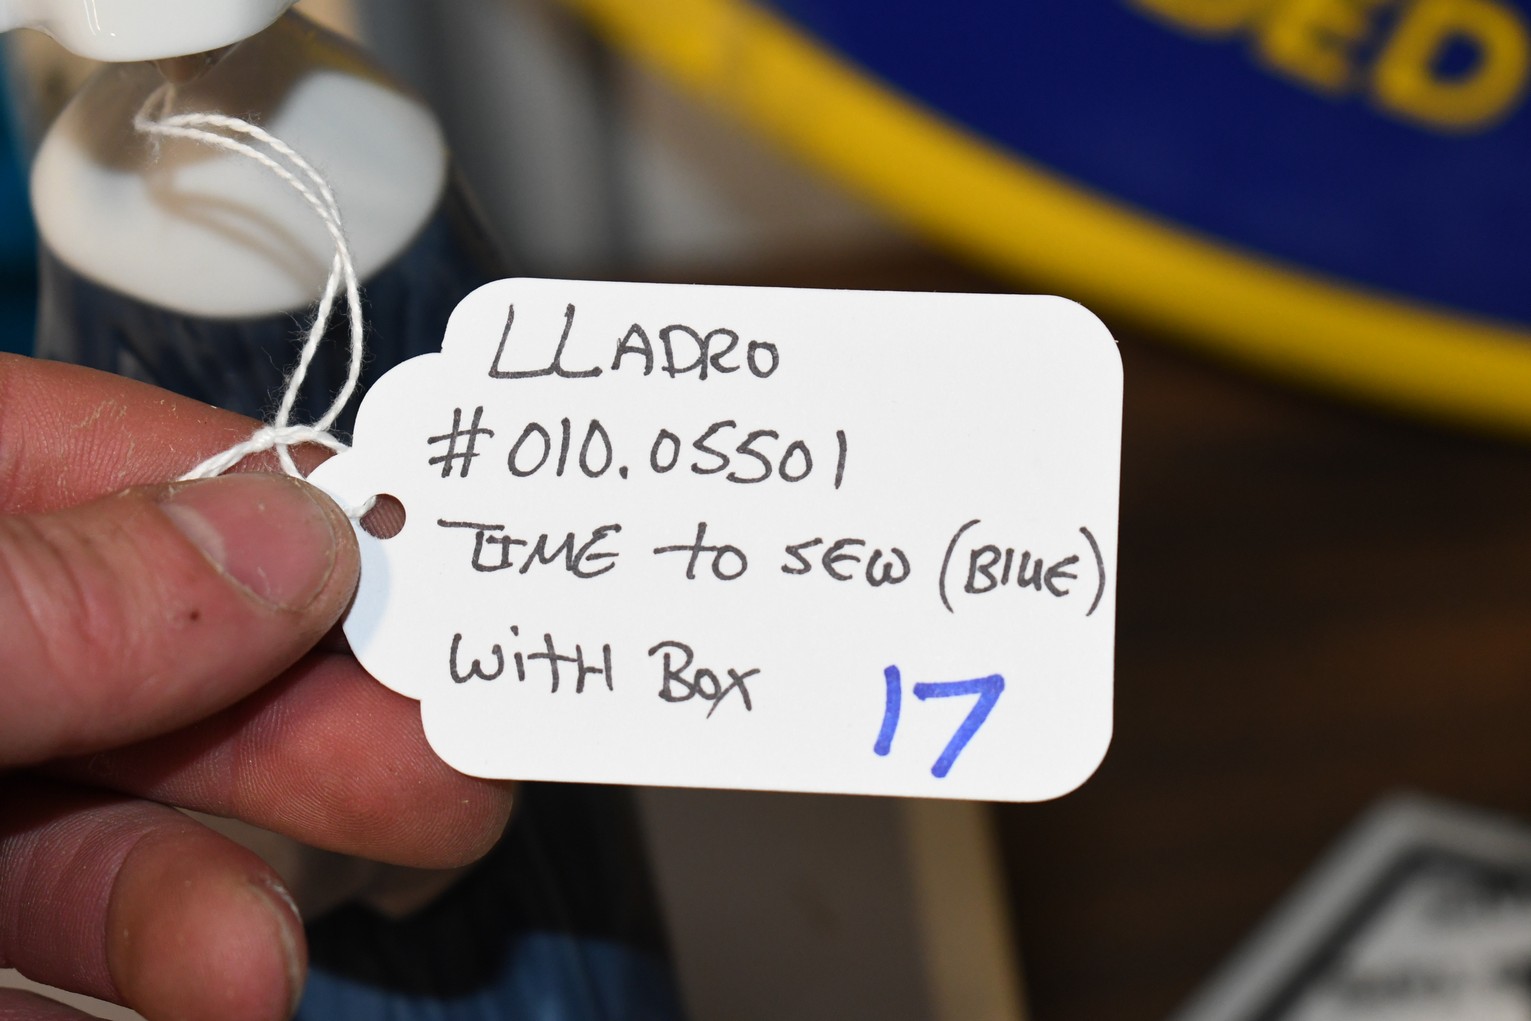 LLADRO
#010.05501
TIME to SEW (BlUE)
WitH Box
17